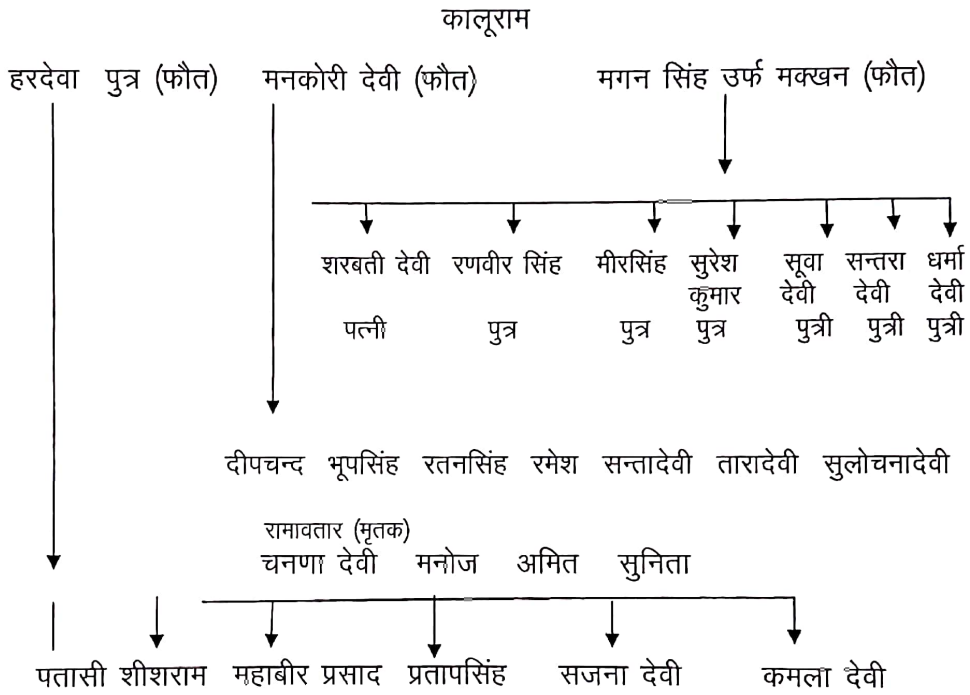 कालूराम
हरदेवा पुत्र (फौत) मनकोरी देवी (फौत) मगन सिंह उर्फ मक्खन (फौत)
शरबती देवी रणवीर सिंह मीरसिंह सुरेश सूवा सन्तरा धर्मा
कुमार देवी देवी देवी
पत्नी पुत्र पुत्र पुत्र पुत्री पुत्री पुत्री
दीपचन्द भूपसिंह रतनसिंह रमेश सन्तादेवी तारादेवी सुलोचनादेवी
रामावतार (मृतक)
चनणा देवी मनोज अमित सुनिता
पतासी शीशराम महाबीर प्रसाद प्रतापसिंह सजना देवी कमला देवी